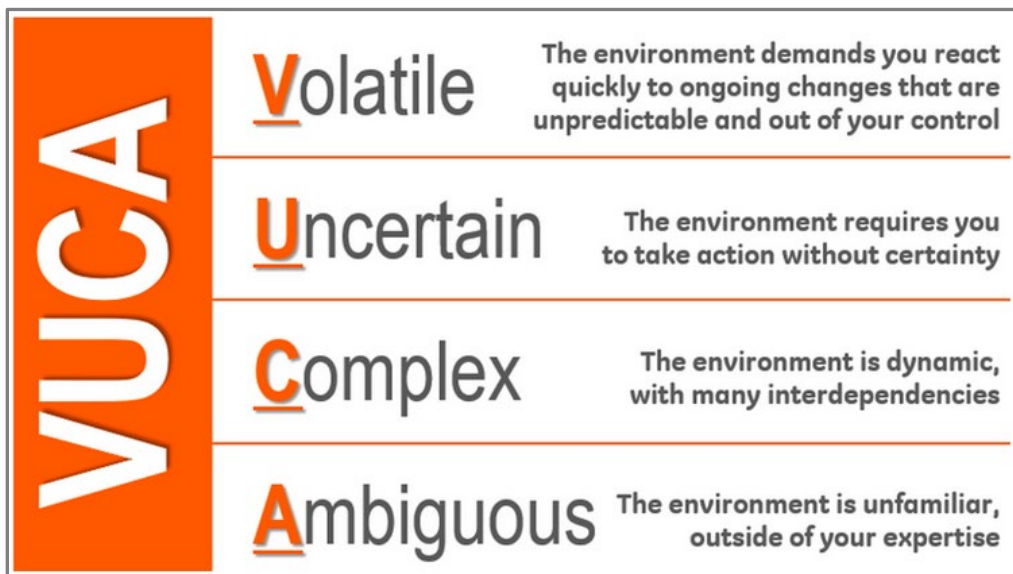 VUCA
Volatile
The environment demands you react
quickly to ongoing changes that are
unpredictable and out of your control
Uncertain
The environment requires you
to take action without certainty
Complex
The environment is dynamic,
with many interdependencies
Ambiguous
The environment is unfamiliar,
outside of your expertise